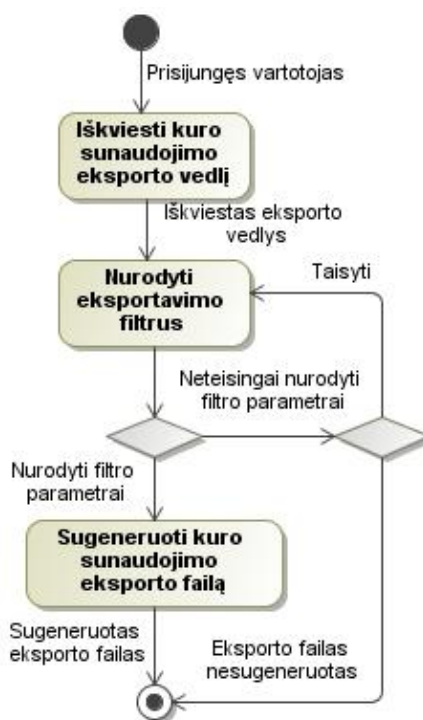 Prisijungęs vartotojas
Iškviesti kuro
sunaudojimo
eksporto vedlį
Iškviestas eksporto
vedlys
Nurodyti
eksportavimo
filtrus
Taisyti
Neteisingai nurodyti
filtro parametrai
Nurodyti filtro
parametrai
Sugeneruoti kuro
sunaudojimo
eksporto failą
Sugeneruotas
eksporto failas
Eksporto failas
nesugeneruotas